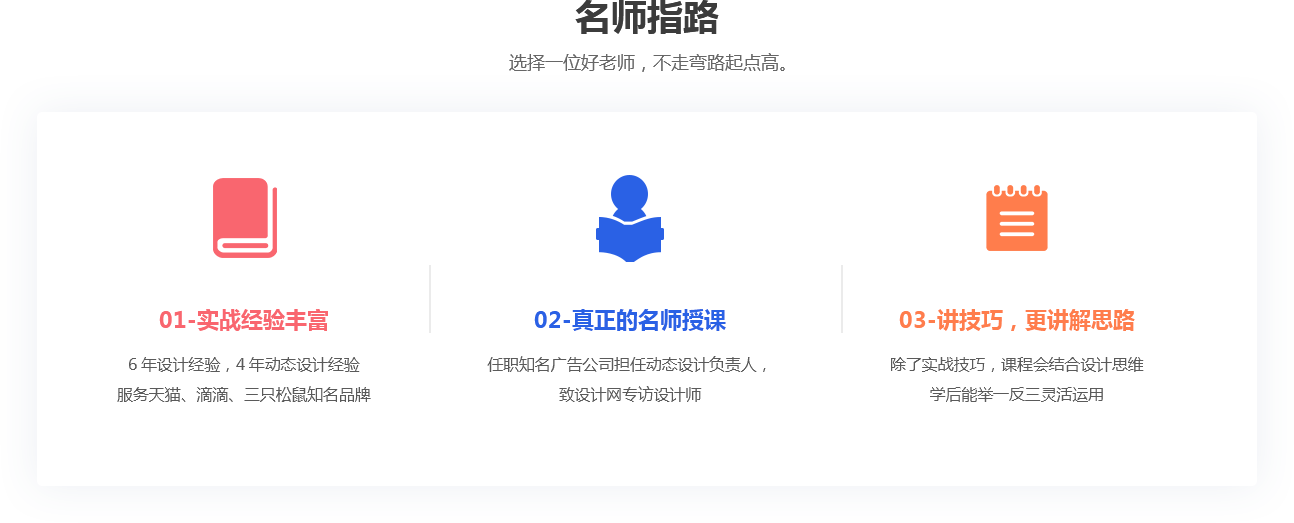 名师指路
选择一位好老师，不走弯路起点高。
01-实战经验丰富
6 年设计经验，4 年动态设计经验
服务天猫、滴滴、三只松鼠知名品牌
02-真正的名师授课
任职知名广告公司担任动态设计负责人，
致设计网专访设计师
03-讲技巧，更讲解思路
除了实战技巧，课程会结合设计思维
学后能举一反三灵活运用